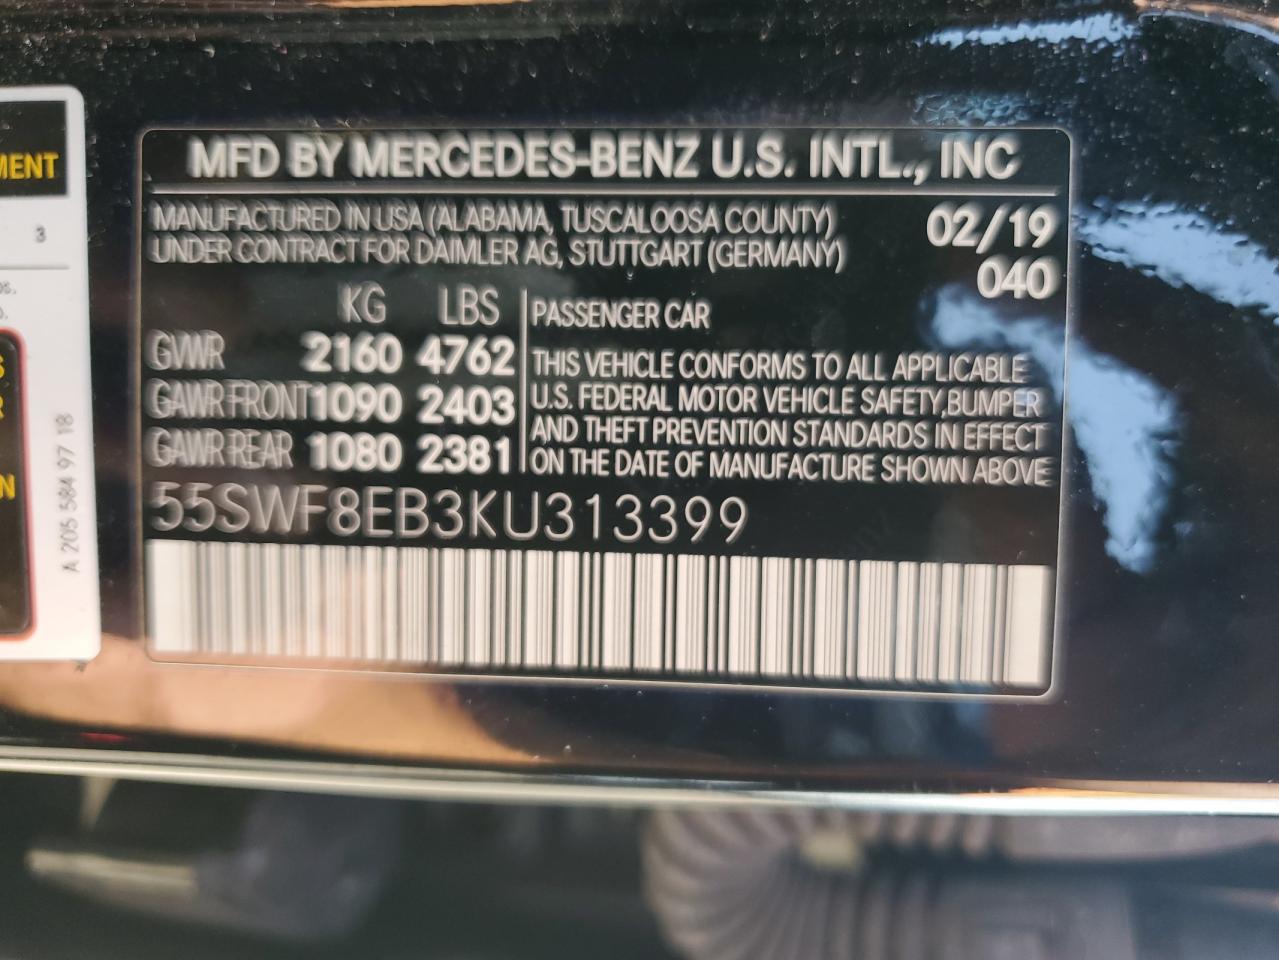 MFD BY MERCEDES-BENZ U.S. INTL., INC
MANUFACTURED IN USA (ALABAMA, TUSCALOOSA COUNTY) 02/19
UNDER CONTRACT FOR DAIMLER AG, STUTTGART (GERMANY) 040
KG LBS
GVWR 2160 4762
GAWR FRONT 1090 2403
GAWR REAR 1080 2381
PASSENGER CAR
THIS VEHICLE CONFORMS TO ALL APPLICABLE
U.S. FEDERAL MOTOR VEHICLE SAFETY, BUMPER
AND THEFT PREVENTION STANDARDS IN EFFECT
ON THE DATE OF MANUFACTURE SHOWN ABOVE
55SWF8EB3KU313399
3
A 205 584 97 18